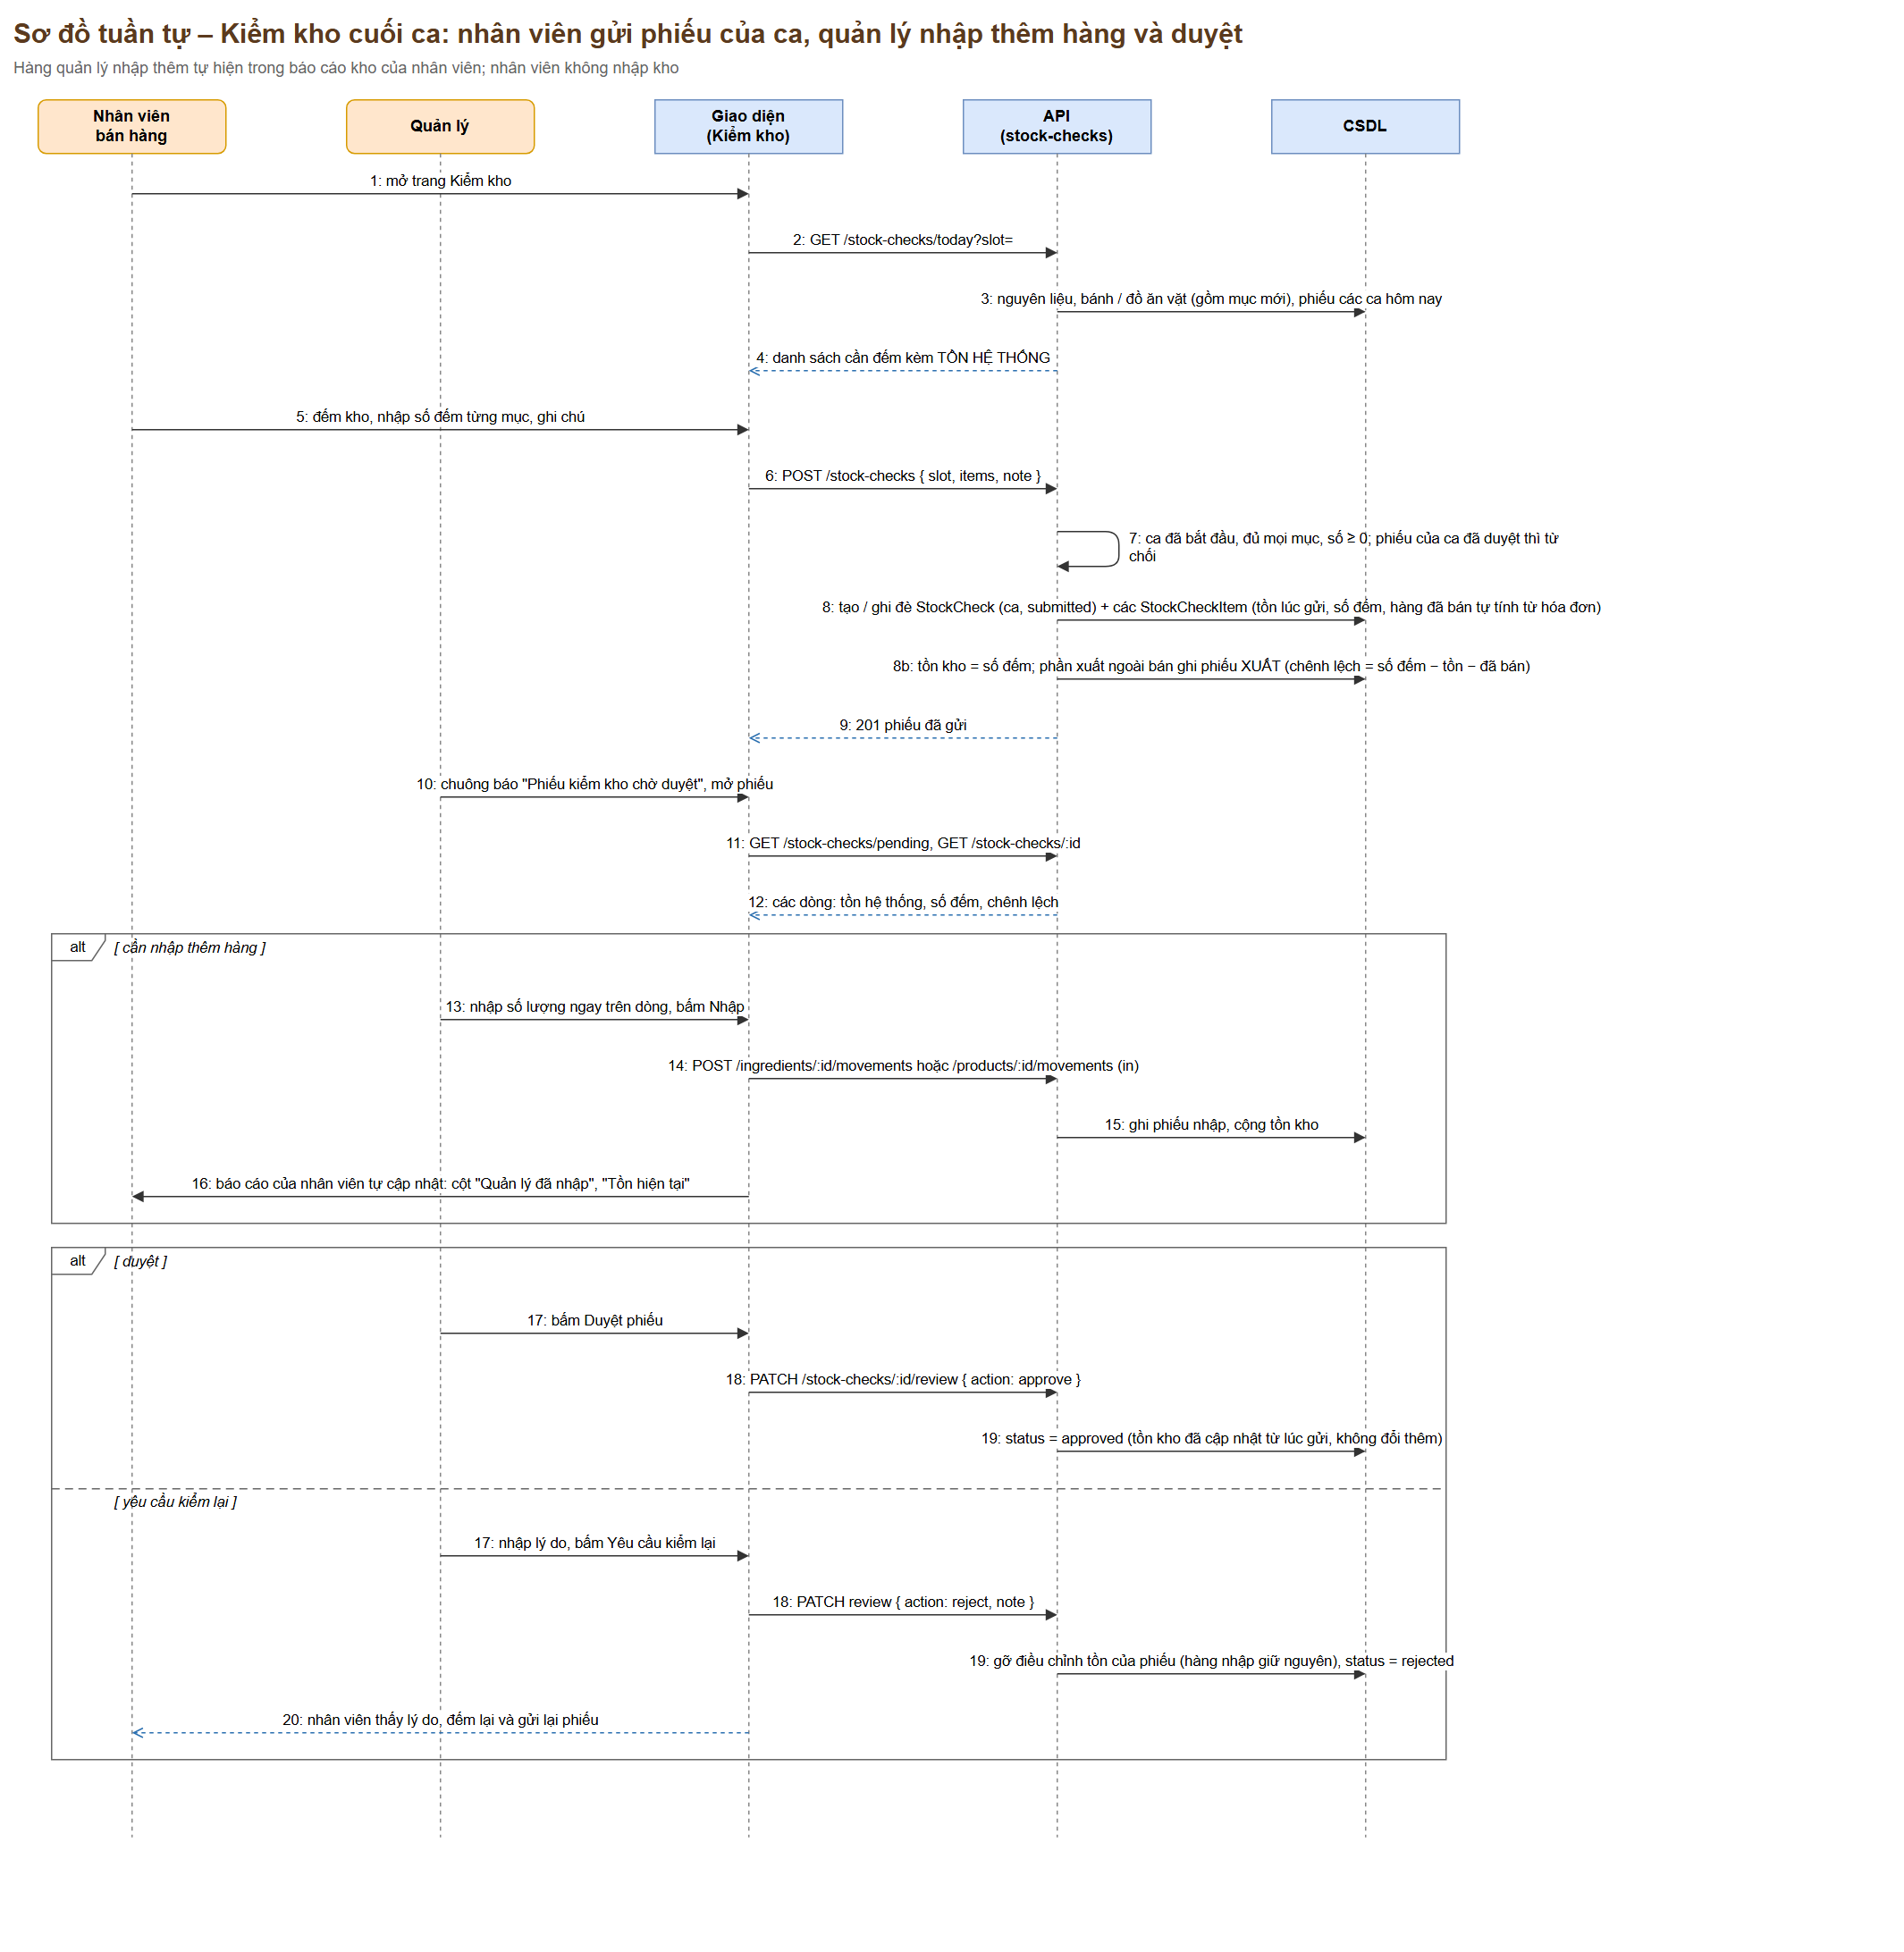 Sơ đồ tuần tự – Kiểm kho cuối ca: nhân viên gửi phiếu của ca, quản lý nhập thêm hàng và duyệt
Hàng quản lý nhập thêm tự hiện trong báo cáo kho của nhân viên; nhân viên không nhập kho
Nhân viên
bán hàng
Quản lý
Giao diện
(Kiểm kho)
API
(stock-checks)
CSDL
1: mở trang Kiểm kho
2: GET /stock-checks/today?slot=
3: nguyên liệu, bánh / đồ ăn vặt (gồm mục mới), phiếu các ca hôm nay
4: danh sách cần đếm kèm TỒN HỆ THỐNG
5: đếm kho, nhập số đếm từng mục, ghi chú
6: POST /stock-checks { slot, items, note }
7: ca đã bắt đầu, đủ mọi mục, số ≥ 0; phiếu của ca đã duyệt thì từ
chối
8: tạo / ghi đè StockCheck (ca, submitted) + các StockCheckItem (tồn lúc gửi, số đếm, hàng đã bán tự tính từ hóa đơn)
8b: tồn kho = số đếm; phần xuất ngoài bán ghi phiếu XUẤT (chênh lệch = số đếm − tồn − đã bán)
9: 201 phiếu đã gửi
10: chuông báo "Phiếu kiểm kho chờ duyệt", mở phiếu
11: GET /stock-checks/pending, GET /stock-checks/:id
12: các dòng: tồn hệ thống, số đếm, chênh lệch
alt
[ cần nhập thêm hàng ]
13: nhập số lượng ngay trên dòng, bấm Nhập
14: POST /ingredients/:id/movements hoặc /products/:id/movements (in)
15: ghi phiếu nhập, cộng tồn kho
16: báo cáo của nhân viên tự cập nhật: cột "Quản lý đã nhập", "Tồn hiện tại"
alt
[ duyệt ]
17: bấm Duyệt phiếu
18: PATCH /stock-checks/:id/review { action: approve }
19: status = approved (tồn kho đã cập nhật từ lúc gửi, không đổi thêm)
[ yêu cầu kiểm lại ]
17: nhập lý do, bấm Yêu cầu kiểm lại
18: PATCH review { action: reject, note }
19: gỡ điều chỉnh tồn của phiếu (hàng nhập giữ nguyên), status = rejected
20: nhân viên thấy lý do, đếm lại và gửi lại phiếu